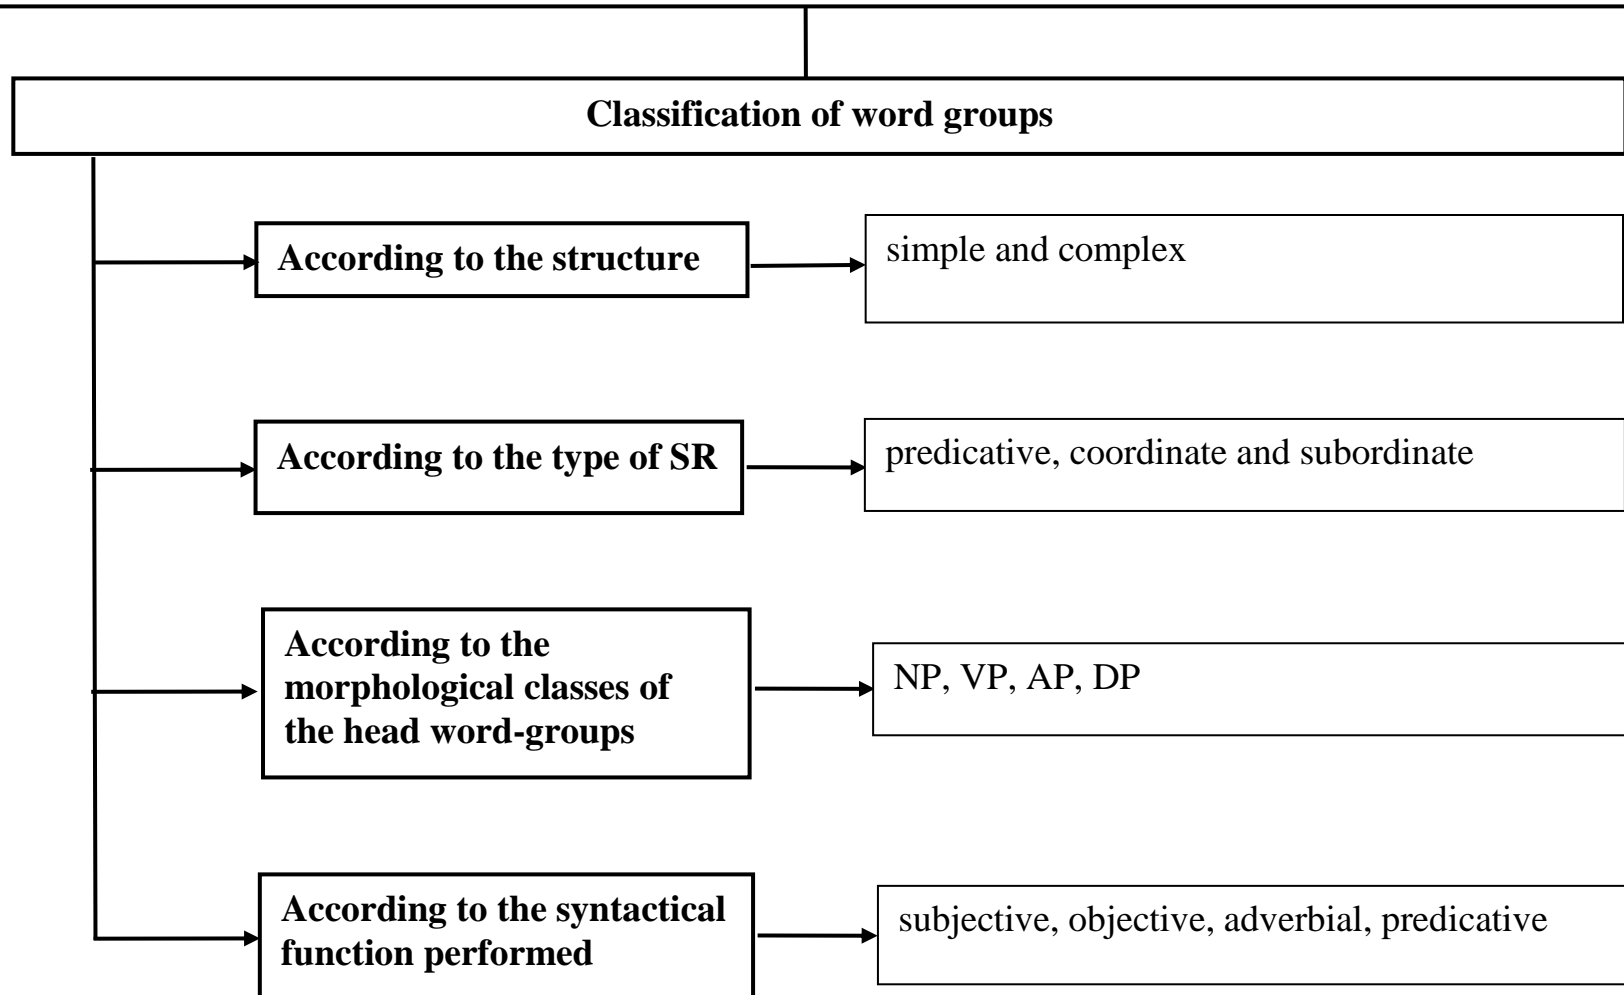 Classification of word groups
According to the structure
simple and complex
According to the type of SR
predicative, coordinate and subordinate
According to the
morphological classes of
the head word-groups
NP, VP, AP, DP
According to the syntactical
function performed
subjective, objective, adverbial, predicative